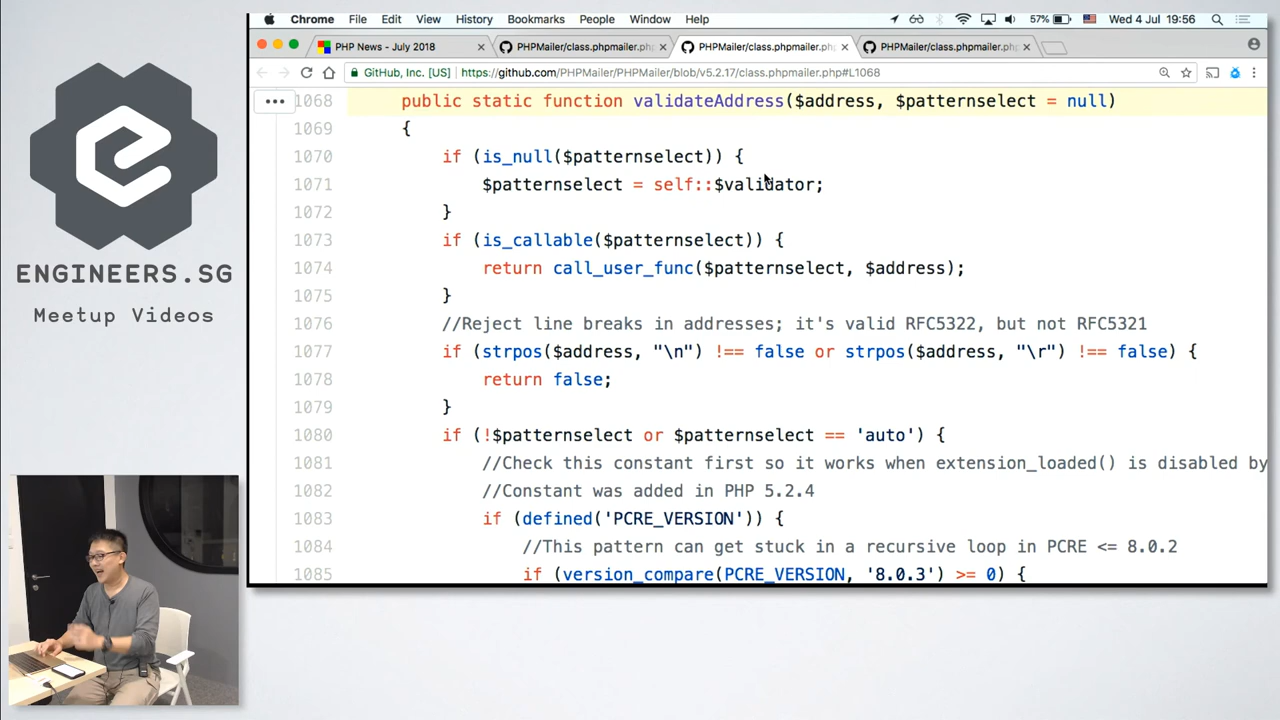 Chrome File Edit View History Bookmarks People Window Help 57% Wed 4 Jul 19:56
PHP News - July 2018 PHPMailer/class.phpmailer.ph PHPMailer/class.phpmailer.ph PHPMailer/class.phpmailer.ph
GitHub, Inc. [US] https://github.com/PHPMailer/PHPMailer/blob/v5.2.17/class.phpmailer.php#L1068
1068 public static function validateAddress($address, $patternselect = null)
1069 {
1070 if (is_null($patternselect)) {
1071 $patternselect = self::$validator;
1072 }
1073 if (is_callable($patternselect)) {
1074 return call_user_func($patternselect, $address);
1075 }
1076 //Reject line breaks in addresses; it's valid RFC5322, but not RFC5321
1077 if (strpos($address, "\n") !== false or strpos($address, "\r") !== false) {
1078 return false;
1079 }
1080 if (!$patternselect or $patternselect == 'auto') {
1081 //Check this constant first so it works when extension_loaded() is disabled by
1082 //Constant was added in PHP 5.2.4
1083 if (defined('PCRE_VERSION')) {
1084 //This pattern can get stuck in a recursive loop in PCRE <= 8.0.2
1085 if (version_compare(PCRE_VERSION, '8.0.3') >= 0) {
ENGINEERS.SG
Meetup Videos